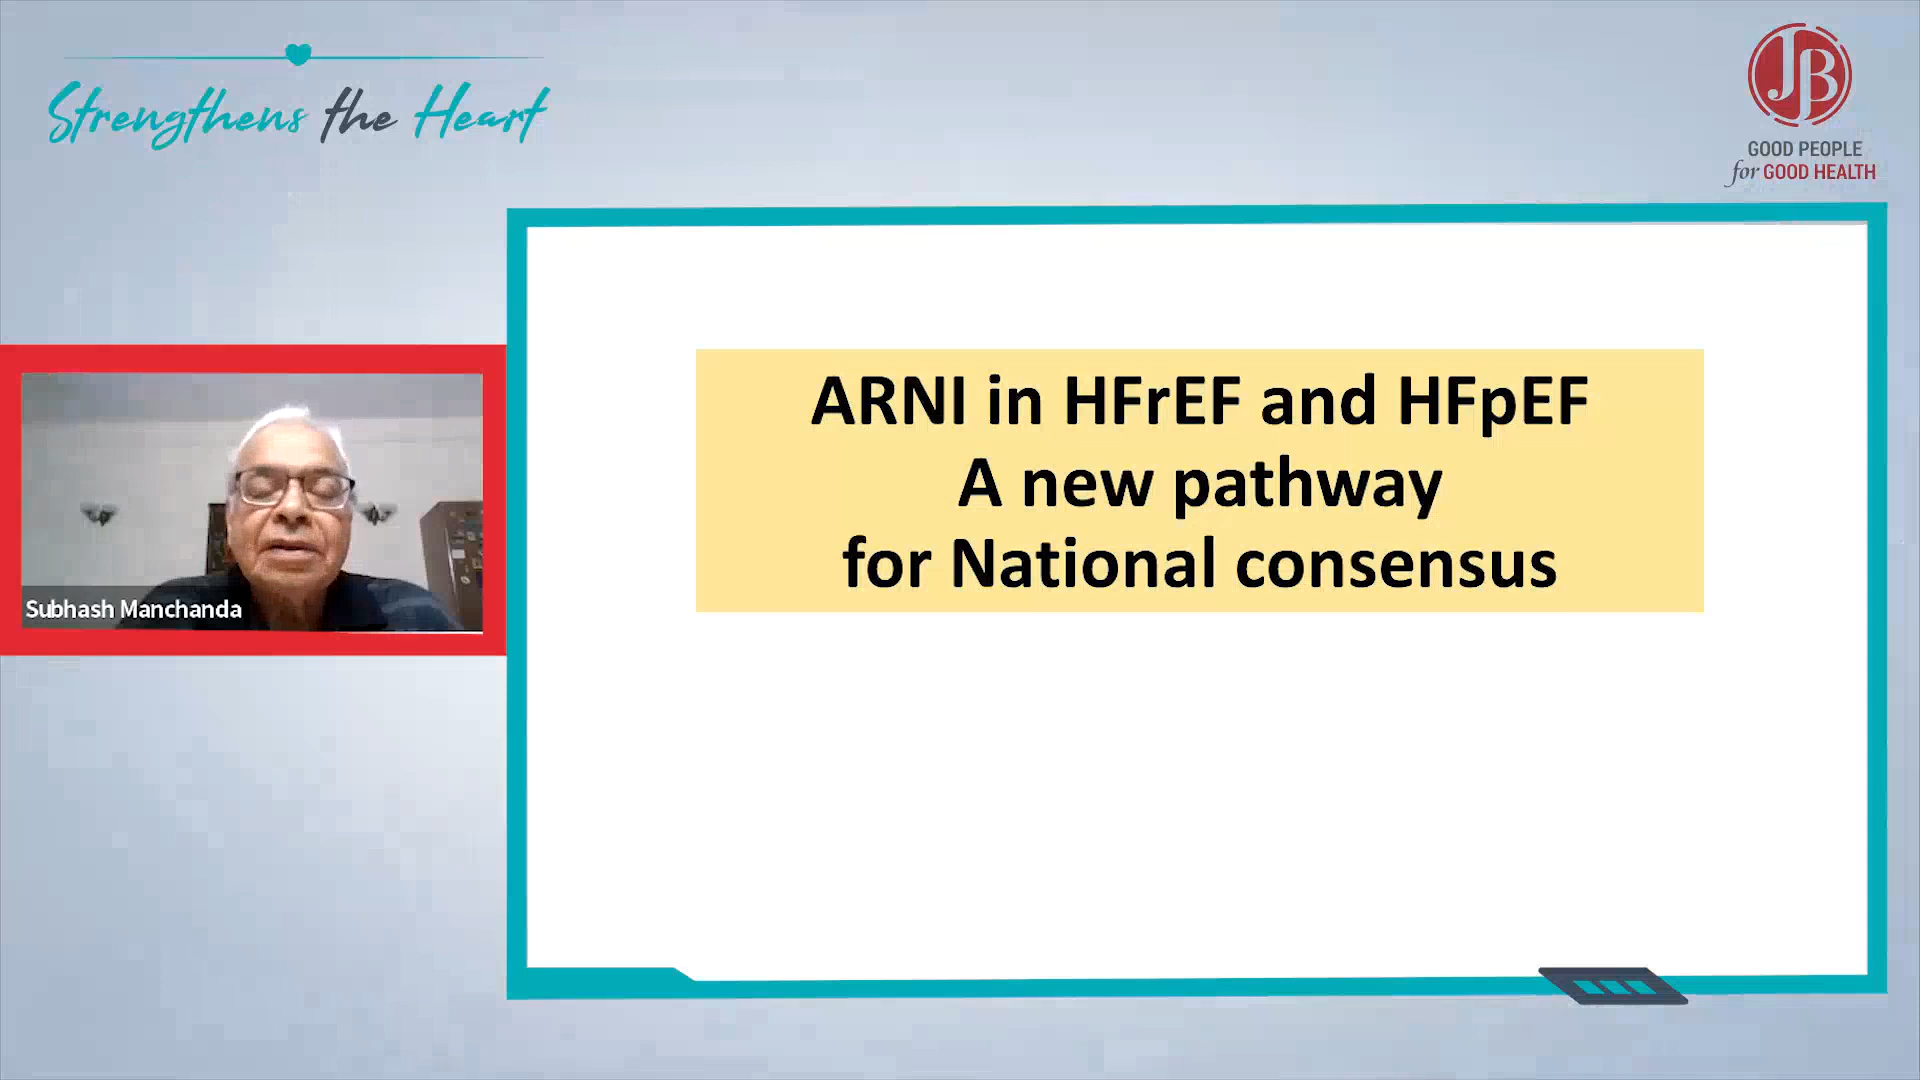 Strengthens the Heart
JB
GOOD PEOPLE
for GOOD HEALTH
ARNI in HFrEF and HFpEF
A new pathway
for National consensus
Subhash Manchanda